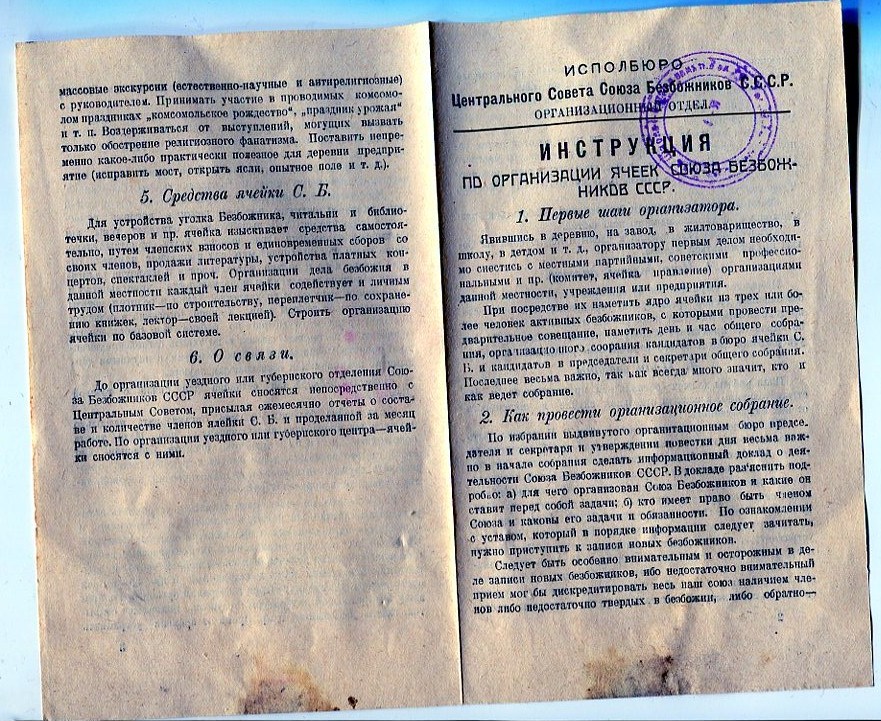 массовые экскурсии (естественно-научные и антирелигиозные)
с руководителем. Принимать участие в проводимых комсомо-
лом праздниках „комсомольское рождество", „праздник урожая"
и т. п. Воздерживаться от выступлений, могущих вызвать
только обострение религиозного фанатизма. Поставить непре-
менно какое-либо практически полезное для деревни предпри-
ятие (исправить мост, открыть ясли, опытное поле и т. д.).
5. Средства ячейки С. Б.
Для устройства уголка Безбожника, читальни и библио-
течки, вечеров и пр. ячейка изыскивает средства самостоя-
тельно, путем членских взносов и единовременных сборов со
своих членов, продажи литературы, устройства платных кон-
цертов, спектаклей и проч. Организации дела безбожия в
данной местности каждый член ячейки содействует и личным
трудом (плотник—по строительству, переплетчик—по сохране-
нию книжек, лектор—своей лекцией). Строить организацию
ячейки по базовой системе.
6. О связи.
До организации уездного или губернского отделения Сою-
за Безбожников СССР ячейки сносятся непосредственно с
Центральным Советом, присылая ежемесячно отчеты о соста-
ве и количестве членов ялейки С. Б. и проделанной за месяц
работе. По организации уездного или губернского центра—ячей-
ки сносятся с ними.
ИСПОЛБЮРО
Центрального Совета Союза Безбожников С.С.С.Р.
ОРГАНИЗАЦИОННЫЙ ОТДЕЛ
ИНСТРУКЦИЯ
ПО ОРГАНИЗАЦИИ ЯЧЕЕК СОЮЗА БЕЗБОЖ-
НИКОВ СССР.
1. Первые шаги организатора.
Явившись в деревню, на завод, в жилтоварищество, в
школу, в детдом и т. д., организатору первым делом необходи-
мо снестись с местными партийными, советскими профессио-
нальными и пр. (комитет, ячейка правление) организациями
данной местности, учреждения или предприятия.
При посредстве их наметить ядро ячейки из трех или бо-
лее человек активных безбожников, с которыми провести пре-
дварительное совещание, наметить день и час общего собра-
ния, организационного собрания кандидатов в бюро ячейки С.
Б. и кандидатов в председатели и секретари общего собрания.
Последнее весьма важно, так как всегда много значит, кто и
как ведет собрание.
2. Как провести организационное собрание.
По избрании выдвинутого организационным бюро предсе.
дателя и секретаря и утверждении повестки дня весьма важ-
но в начале собрания сделать информационный доклад о дея-
тельности Союза Безбожников СССР. В докладе раз'яснить под-
робно: а) для чего организован Союз Безбожников и какие он
ставит перед собой задачи; б) кто имеет право быть членом
Союза и каковы его задачи и обязанности. По ознакомлении
с уставом, который в порядке информации следует зачитать,
нужно приступить к записи новых безбожников.
Следует быть особенно внимательным и осторожным в де-
ле записи новых безбожников, ибо недостаточно внимательный
прием мог бы дискредитировать весь наш союз наличием чле-
нов либо недостаточно твердых в безбожии, либо обратно—
2